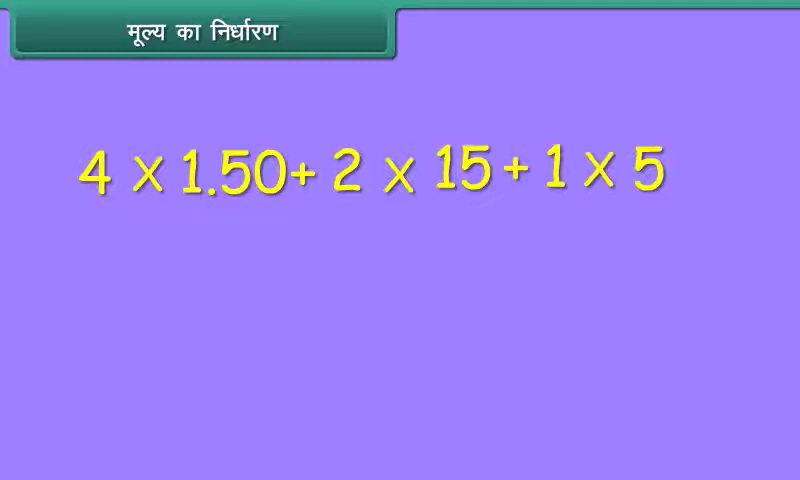 मूल्य का निर्धारण
4 × 1.50 + 2 × 15 + 1 × 5